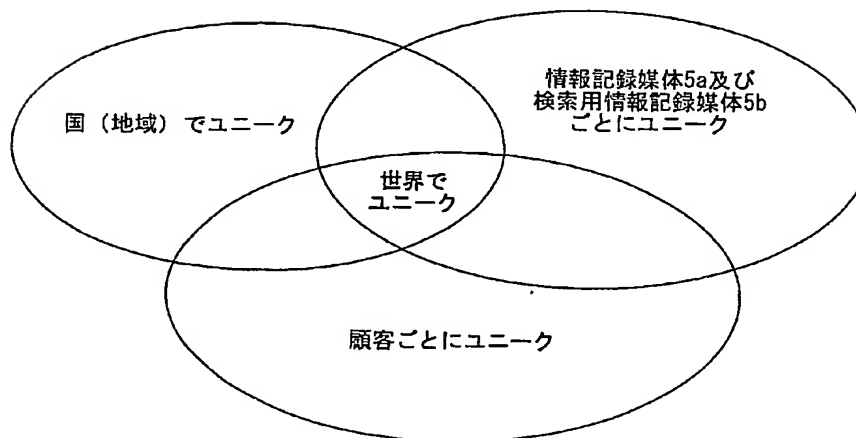 国（地域）でユニーク
情報記録媒体5a及び
検索用情報記録媒体5b
ごとにユニーク
世界で
ユニーク
顧客ごとにユニーク